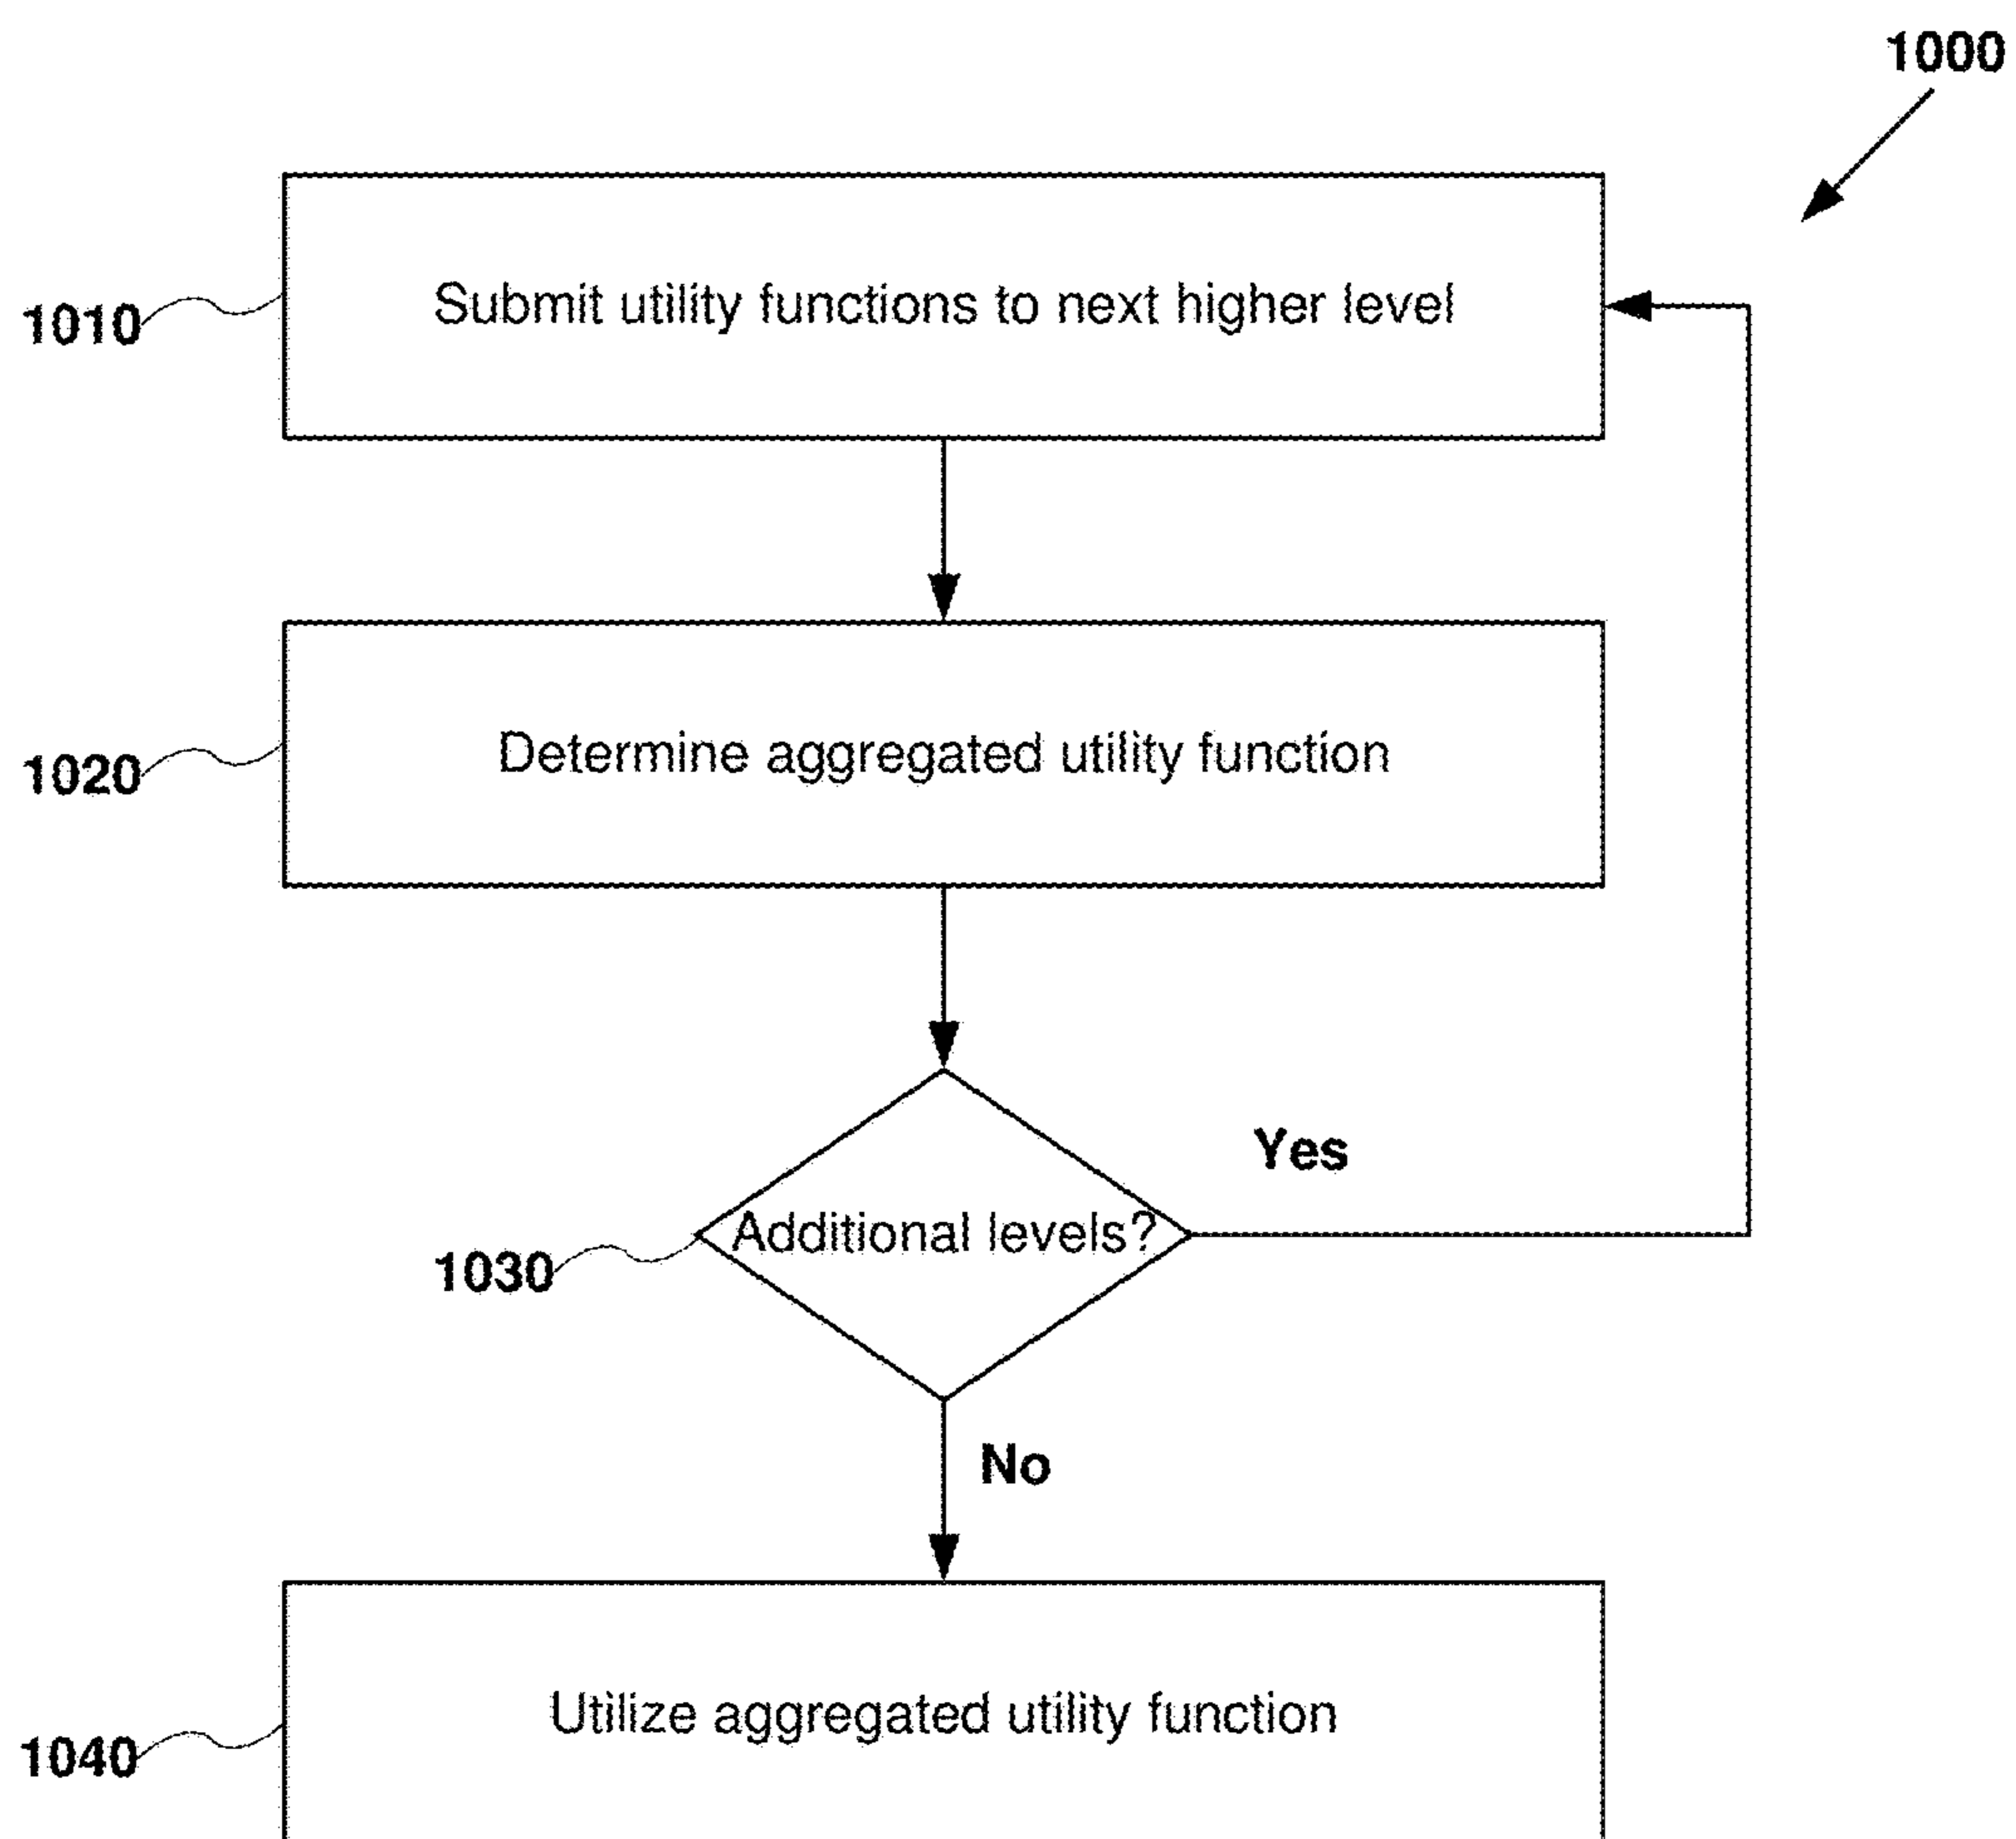 1000
1010
Submit utility functions to next higher level
1020
Determine aggregated utility function
Yes
1030
Additional levels?
No
1040
Utilize aggregated utility function